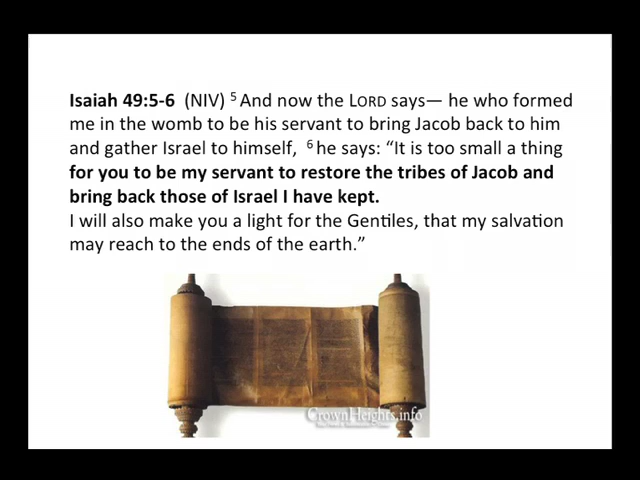 Isaiah 49:5-6 (NIV) ⁵ And now the LORD says— he who formed
me in the womb to be his servant to bring Jacob back to him
and gather Israel to himself, ⁶ he says: “It is too small a thing
for you to be my servant to restore the tribes of Jacob and
bring back those of Israel I have kept.
I will also make you a light for the Gentiles, that my salvation
may reach to the ends of the earth.”
CrownHeights.info